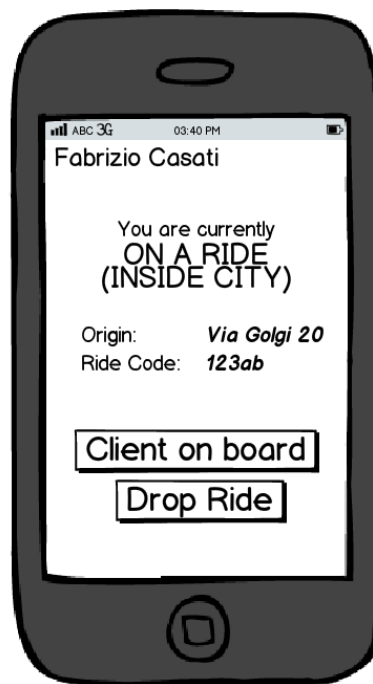 ABC 3G 03:40 PM
Fabrizio Casati
You are currently
ON A RIDE
(INSIDE CITY)
Origin: Via Golgi 20
Ride Code: 123ab
Client on board
Drop Ride